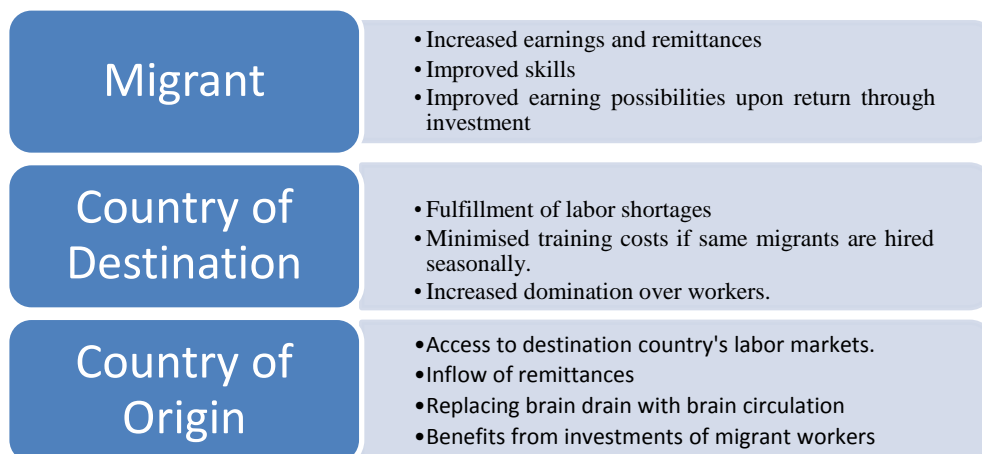 Migrant
• Increased earnings and remittances
• Improved skills
• Improved earning possibilities upon return through
investment
Country of
Destination
• Fulfillment of labor shortages
• Minimised training costs if same migrants are hired
seasonally.
• Increased domination over workers.
Country of
Origin
•Access to destination country's labor markets.
•Inflow of remittances
•Replacing brain drain with brain circulation
•Benefits from investments of migrant workers